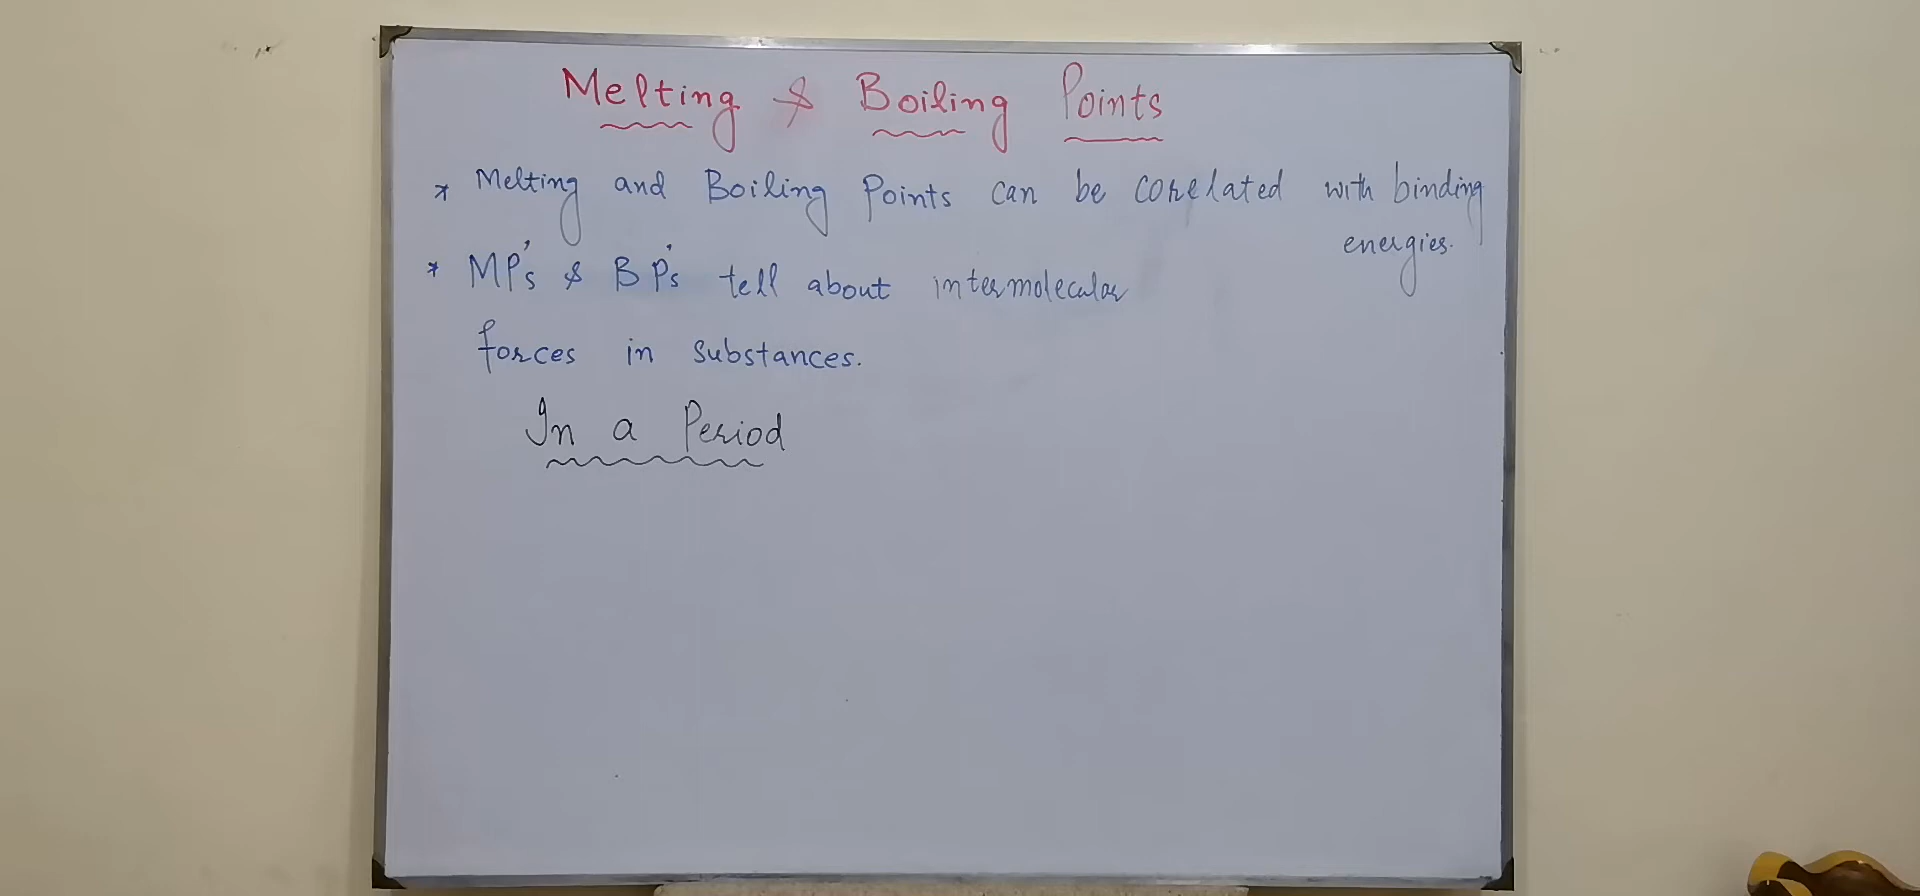 Melting & Boiling Points
* Melting and Boiling Points can be corelated with binding
energies.
* MP's & BP's tell about intermolecular
forces in substances.
In a Period